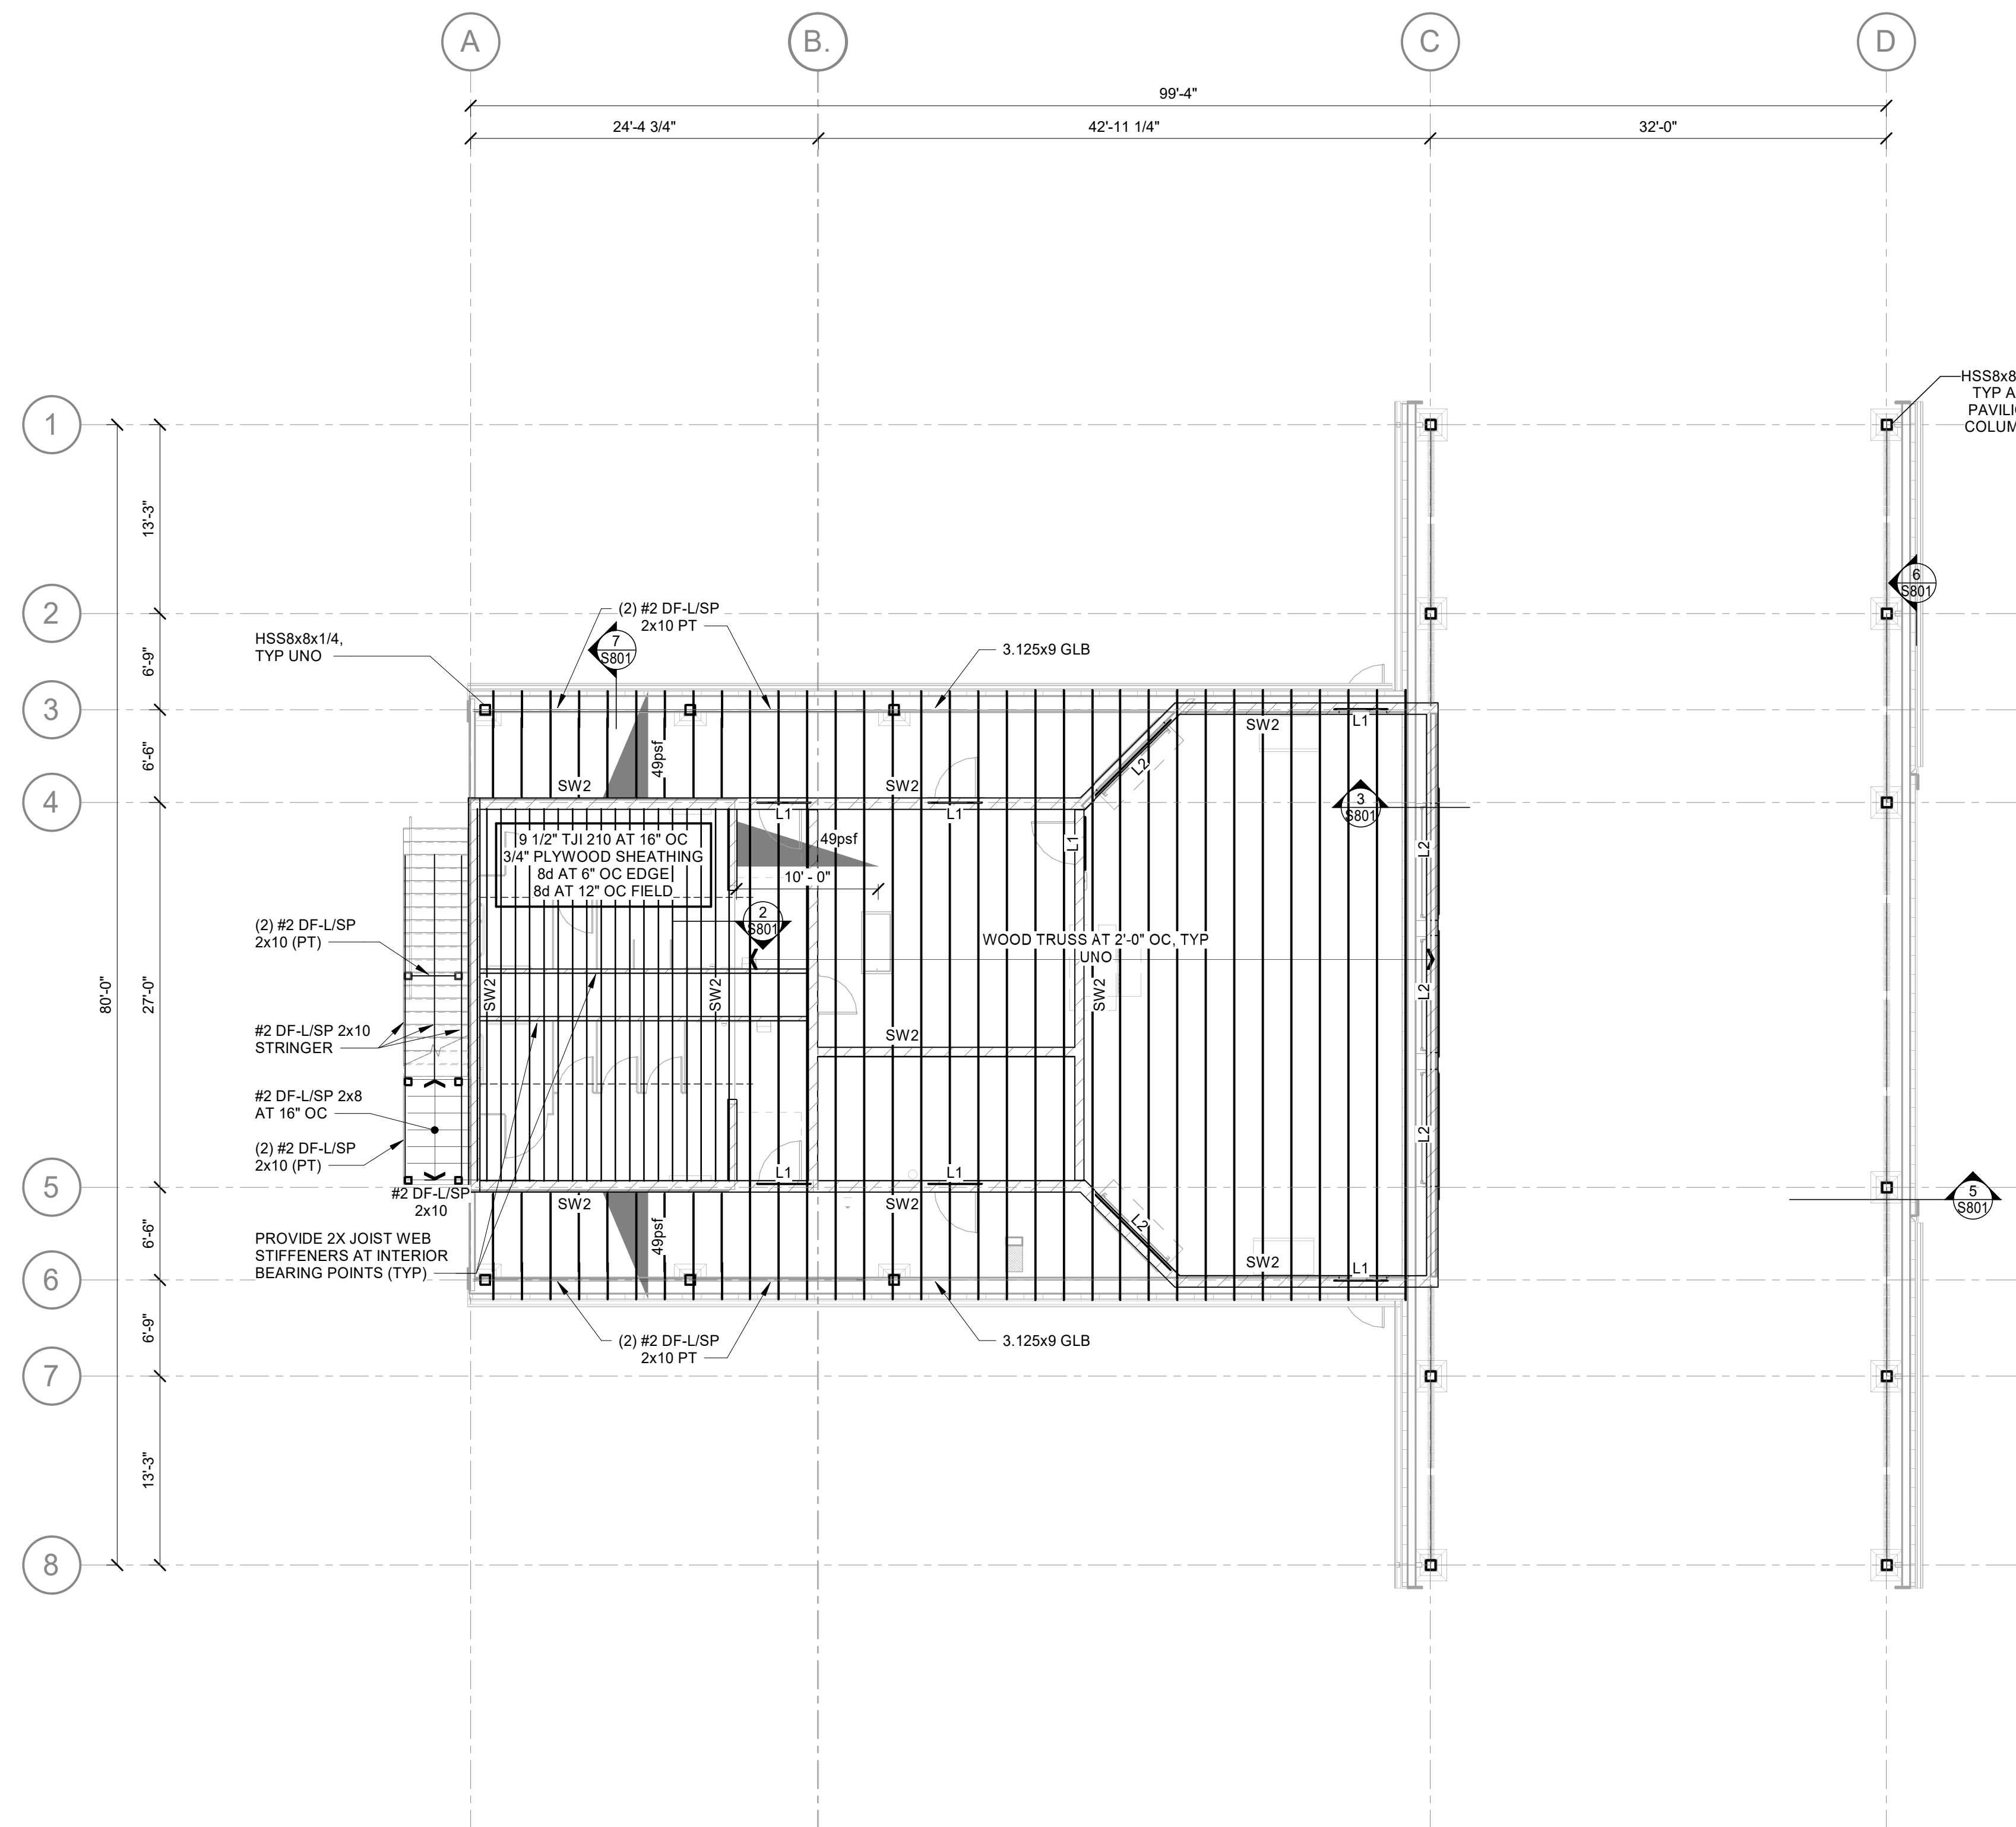 A
B.
C
D
99'-4"
24'-4 3/4"
42'-11 1/4"
32'-0"
1
HSS8x8
TYP A
PAVILI
COLUM
13'-3"
6
S801
2
(2) #2 DF-L/SP
2x10 PT
HSS8x8x1/4,
TYP UNO
7
S801
3.125x9 GLB
6'-9"
3
L1
SW2
6'-6"
49psf
L2
SW2
SW2
3
S801
4
L1
L1
49psf
L1
L2
9 1/2" TJI 210 AT 16" OC
3/4" PLYWOOD SHEATHING
8d AT 6" OC EDGE
8d AT 12" OC FIELD
10' - 0"
2
S801
(2) #2 DF-L/SP
2x10 (PT)
WOOD TRUSS AT 2'-0" OC, TYP
UNO
80'-0"
27'-0"
SW2
SW2
SW2
L2
#2 DF-L/SP 2x10
STRINGER
SW2
#2 DF-L/SP 2x8
AT 16" OC
L2
(2) #2 DF-L/SP
2x10 (PT)
L1
L1
5
#2 DF-L/SP
2x10
SW2
SW2
5
S801
L2
6'-6"
49psf
PROVIDE 2X JOIST WEB
STIFFENERS AT INTERIOR
BEARING POINTS (TYP)
SW2
L1
6
6'-9"
(2) #2 DF-L/SP
2x10 PT
3.125x9 GLB
7
13'-3"
8